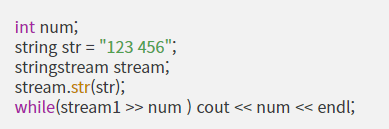 int num;
string str = "123 456";
stringstream stream;
stream.str(str);
while(stream1 >> num ) cout << num << endl;